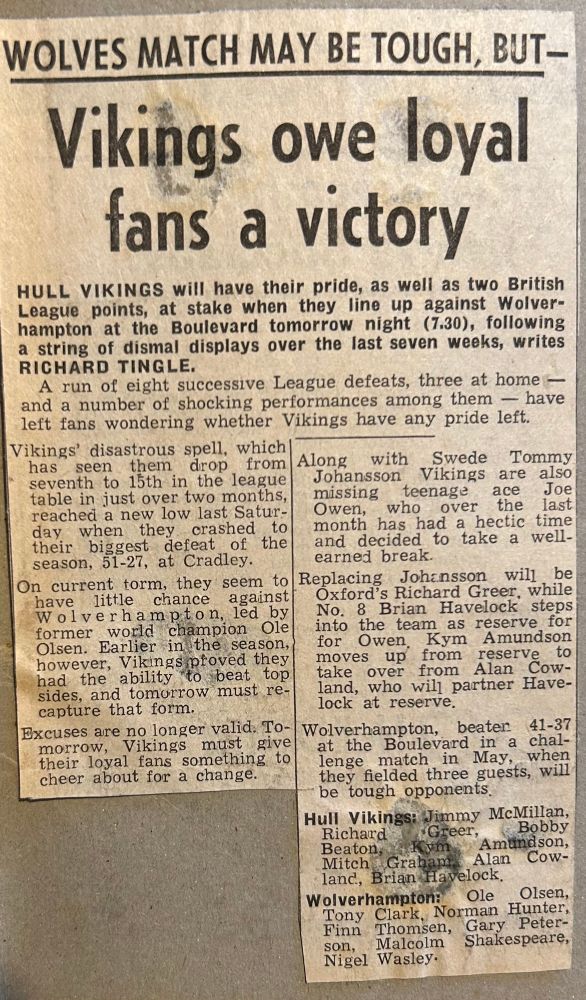 WOLVES MATCH MAY BE TOUGH, BUT—
Vikings owe loyal
fans a victory
HULL VIKINGS will have their pride, as well as two British
League points, at stake when they line up against Wolver-
hampton at the Boulevard tomorrow night (7.30), following
a string of dismal displays over the last seven weeks, writes
RICHARD TINGLE.
A run of eight successive League defeats, three at home —
and a number of shocking performances among them — have
left fans wondering whether Vikings have any pride left.
Vikings' disastrous spell, which
has seen them drop from
seventh to 15th in the league
table in just over two months,
reached a new low last Satur-
day when they crashed to
their biggest defeat of the
season, 51-27, at Cradley.
On current torm, they seem to
have little chance against
Wolverhampton, led by
former world champion Ole
Olsen. Earlier in the season,
however, Vikings proved they
had the ability to beat top
sides, and tomorrow must re-
capture that form.
Excuses are no longer valid. To-
morrow, Vikings must give
their loyal fans something to
cheer about for a change.
Along with Swede Tommy
Johansson Vikings are also
missing teenage ace Joe
Owen, who over the last
month has had a hectic time
and decided to take a well-
earned break.
Replacing Johansson will be
Oxford's Richard Greer, while
No. 8 Brian Havelock steps
into the team as reserve for
for Owen. Kym Amundson
moves up from reserve to
take over from Alan Cow-
land, who will partner Have-
lock at reserve.
Wolverhampton, beater 41-37
at the Boulevard in a chal-
lenge match in May, when
they fielded three guests, will
be tough opponents.
Hull Vikings: Jimmy McMillan,
Richard Greer, Bobby
Beaton, Kym Amundson,
Mitch Graham, Alan Cow-
land, Brian Havelock.
Wolverhampton: Ole Olsen,
Tony Clark, Norman Hunter,
Finn Thomsen, Gary Peter-
son, Malcolm Shakespeare,
Nigel Wasley.